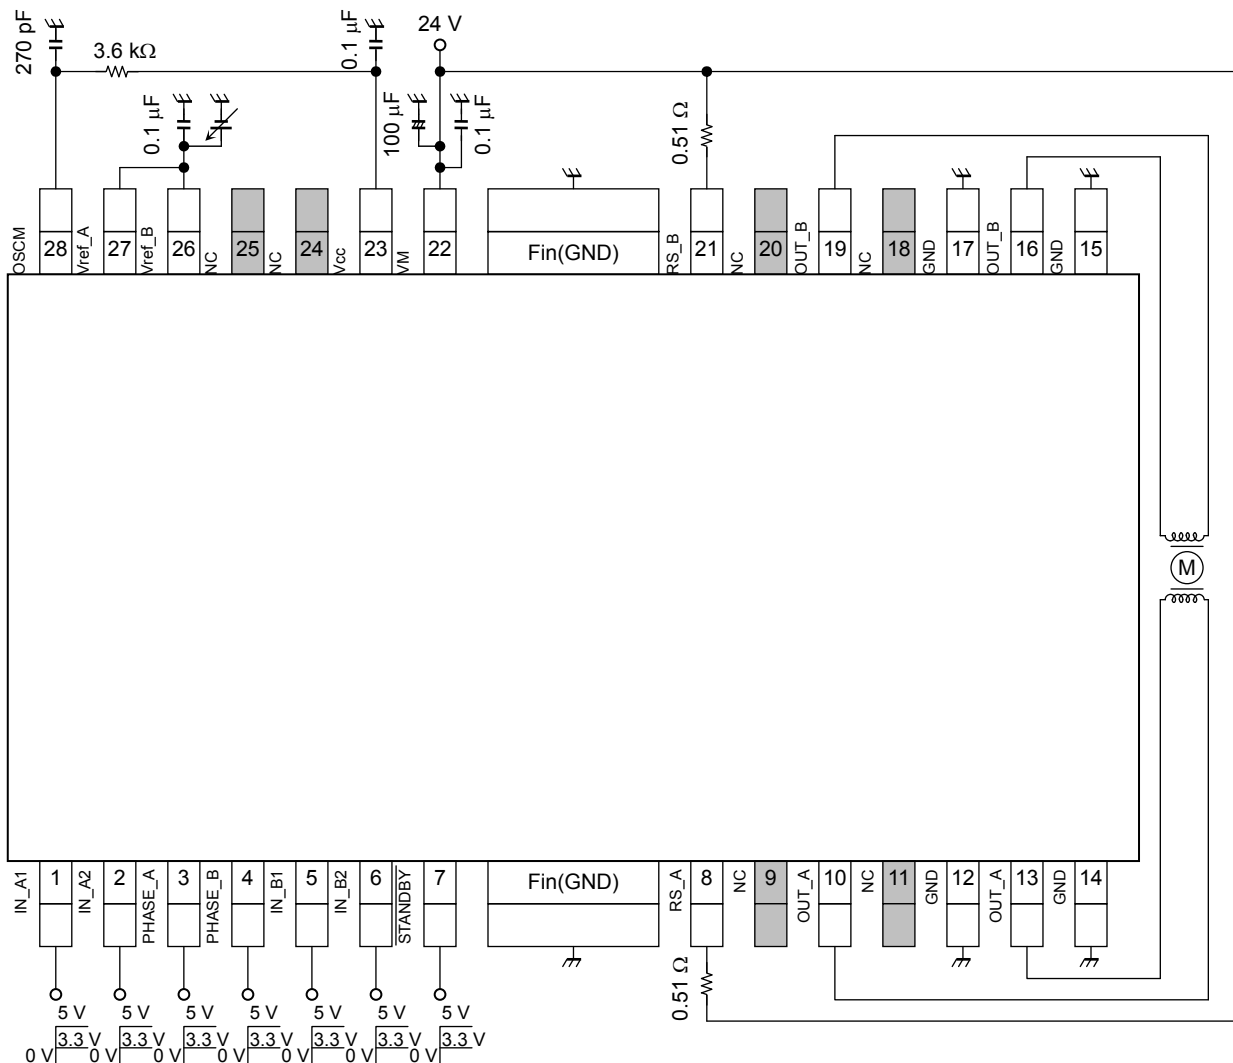 270 pF
3.6 kΩ
0.1 μF
24 V
0.1 μF
100 μF
0.1 μF
0.51 Ω
OSCM
28
Vref_A
27
Vref_B
26
NC
25
NC
24
Vcc
23
VM
22
Fin(GND)
RS_B
21
NC
20
OUT_B
19
NC
18
GND
17
OUT_B
16
GND
15
M
IN_A1
1
IN_A2
2
PHASE_A
3
PHASE_B
4
IN_B1
5
IN_B2
6
STANDBY
7
Fin(GND)
RS_A
8
NC
9
OUT_A
10
NC
11
GND
12
OUT_A
13
GND
14
0.51 Ω
5 V 5 V 5 V 5 V 5 V 5 V 5 V
3.3 V 3.3 V 3.3 V 3.3 V 3.3 V 3.3 V 3.3 V
0 V 0 V 0 V 0 V 0 V 0 V 0 V